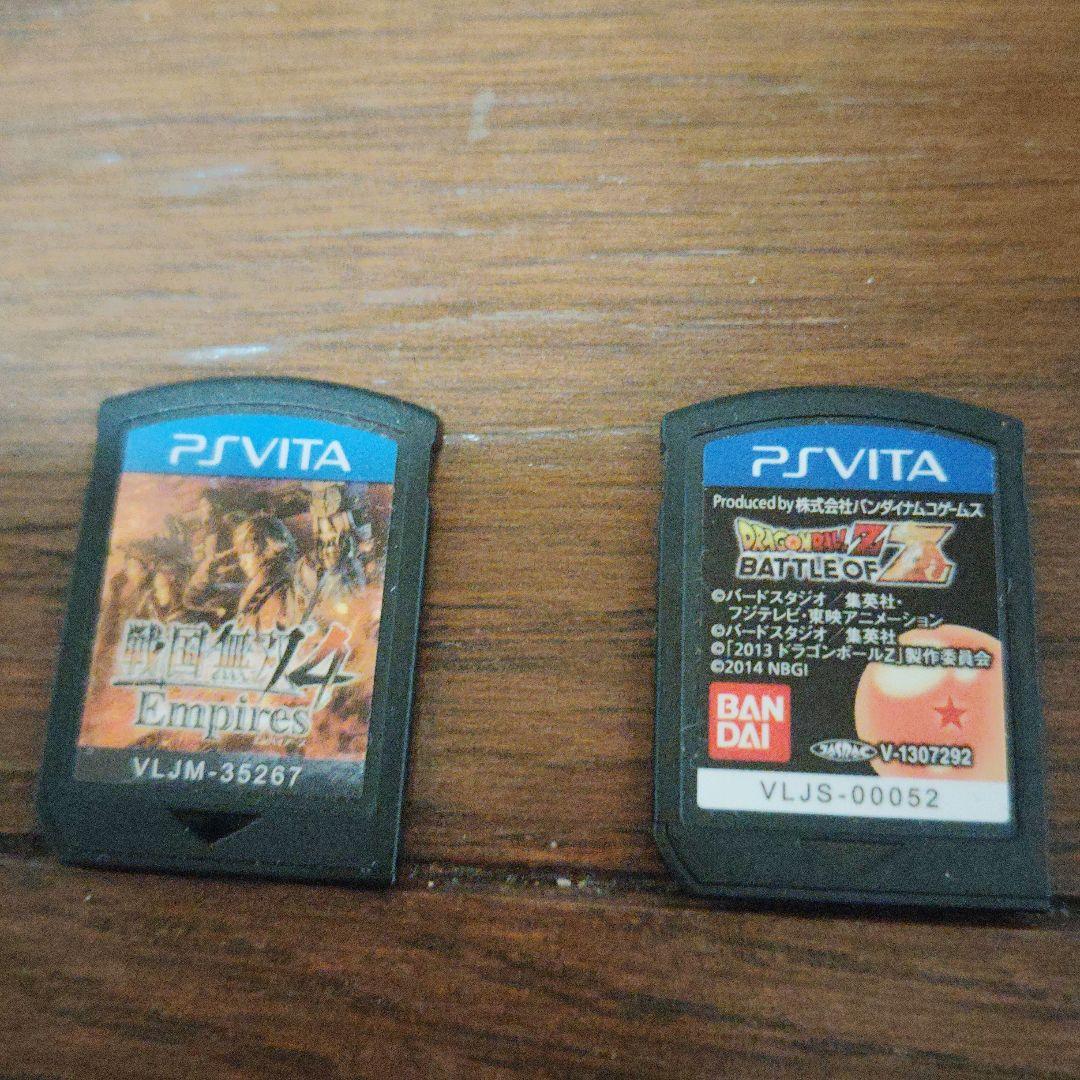 PSVITA
戦国無双4
Empires
VLJM-35267
PSVITA
Produced by 株式会社バンダイナムコゲームス
DRAGONBALL Z
BATTLE OF Z
©バードスタジオ／集英社・
フジテレビ・東映アニメーション
©バードスタジオ／集英社
©「2013 ドラゴンボールZ」製作委員会
©2014 NBGI
BAN
DAI
JASRAC V-1307292
VLJS-00052